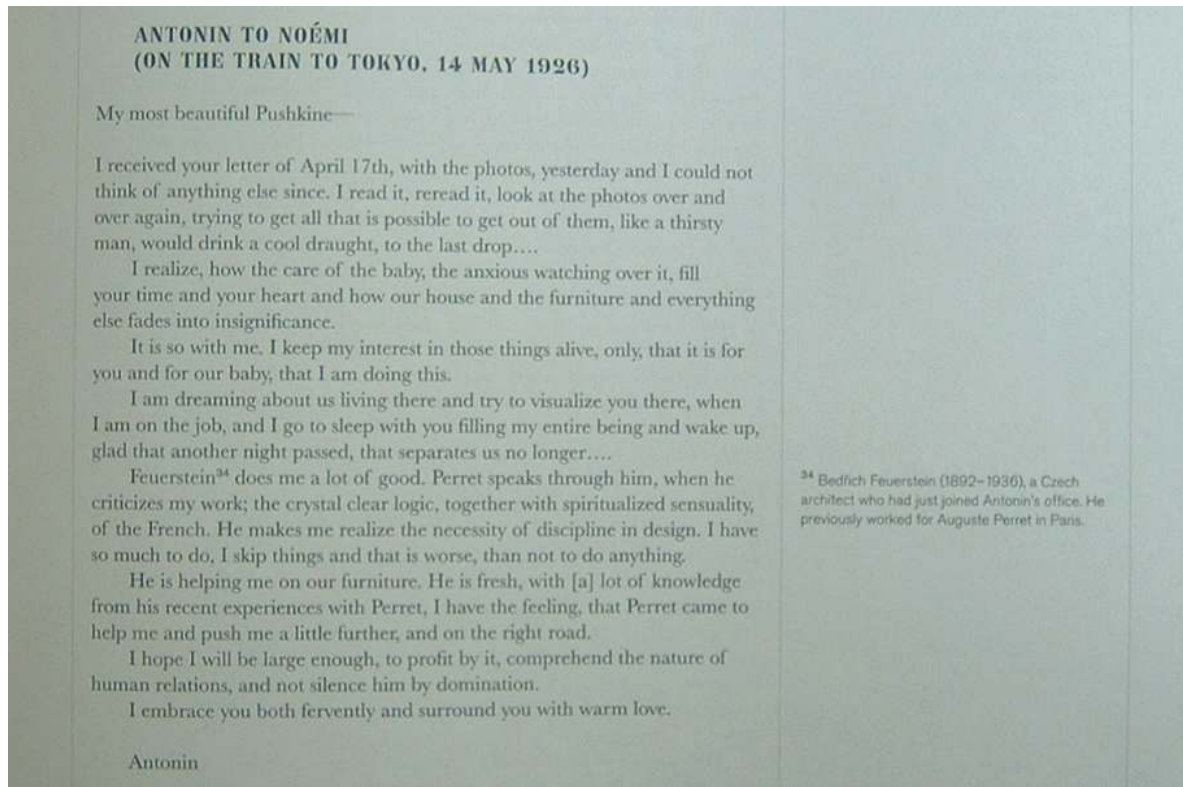 ANTONIN TO NOÉMI
(ON THE TRAIN TO TOKYO, 14 MAY 1926)
My most beautiful Pushkine—
I received your letter of April 17th, with the photos, yesterday and I could not
think of anything else since. I read it, reread it, look at the photos over and
over again, trying to get all that is possible to get out of them, like a thirsty
man, would drink a cool draught, to the last drop....
I realize, how the care of the baby, the anxious watching over it, fill
your time and your heart and how our house and the furniture and everything
else fades into insignificance.
It is so with me. I keep my interest in those things alive, only, that it is for
you and for our baby, that I am doing this.
I am dreaming about us living there and try to visualize you there, when
I am on the job, and I go to sleep with you filling my entire being and wake up,
glad that another night passed, that separates us no longer....
Feuerstein³⁴ does me a lot of good. Perret speaks through him, when he
criticizes my work; the crystal clear logic, together with spiritualized sensuality,
of the French. He makes me realize the necessity of discipline in design. I have
so much to do, I skip things and that is worse, than not to do anything.
He is helping me on our furniture. He is fresh, with [a] lot of knowledge
from his recent experiences with Perret, I have the feeling, that Perret came to
help me and push me a little further, and on the right road.
I hope I will be large enough, to profit by it, comprehend the nature of
human relations, and not silence him by domination.
I embrace you both fervently and surround you with warm love.
Antonin
³⁴ Bedřich Feuerstein (1892–1936), a Czech
architect who had just joined Antonin's office. He
previously worked for Auguste Perret in Paris.